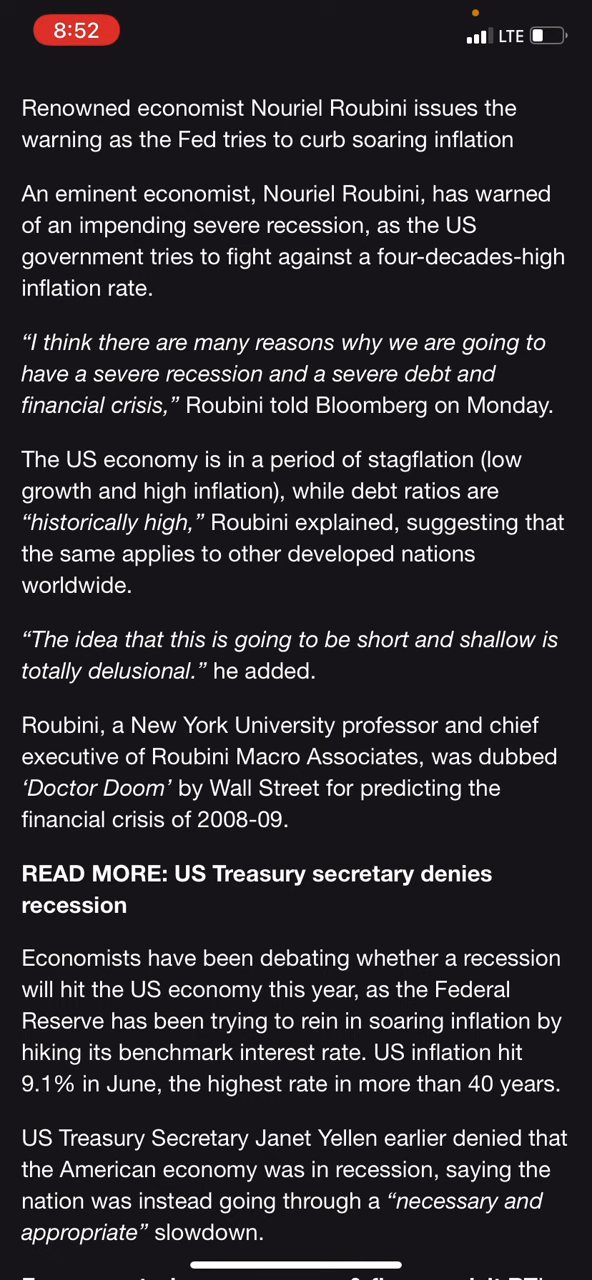 8:52
LTE
Renowned economist Nouriel Roubini issues the
warning as the Fed tries to curb soaring inflation
An eminent economist, Nouriel Roubini, has warned
of an impending severe recession, as the US
government tries to fight against a four-decades-high
inflation rate.
“I think there are many reasons why we are going to
have a severe recession and a severe debt and
financial crisis,” Roubini told Bloomberg on Monday.
The US economy is in a period of stagflation (low
growth and high inflation), while debt ratios are
“historically high,” Roubini explained, suggesting that
the same applies to other developed nations
worldwide.
“The idea that this is going to be short and shallow is
totally delusional.” he added.
Roubini, a New York University professor and chief
executive of Roubini Macro Associates, was dubbed
‘Doctor Doom’ by Wall Street for predicting the
financial crisis of 2008-09.
READ MORE: US Treasury secretary denies
recession
Economists have been debating whether a recession
will hit the US economy this year, as the Federal
Reserve has been trying to rein in soaring inflation by
hiking its benchmark interest rate. US inflation hit
9.1% in June, the highest rate in more than 40 years.
US Treasury Secretary Janet Yellen earlier denied that
the American economy was in recession, saying the
nation was instead going through a “necessary and
appropriate” slowdown.